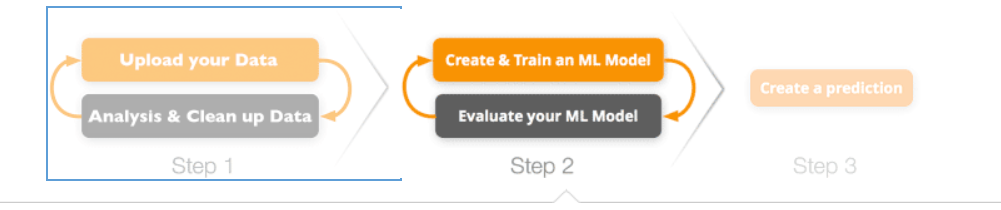 Upload your Data
Analysis & Clean up Data
Step 1
Create & Train an ML Model
Evaluate your ML Model
Step 2
Create a prediction
Step 3